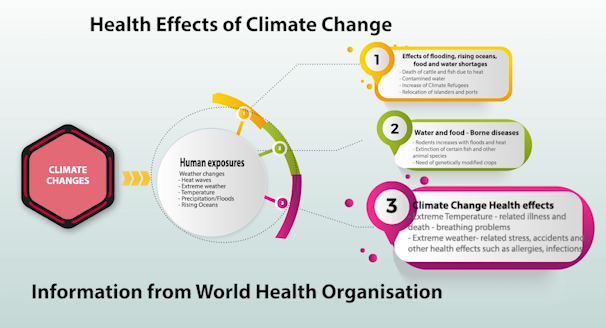 Health Effects of Climate Change
CLIMATE
CHANGES
Human exposures
Weather changes
- Heat waves
- Extreme weather
- Temperature
- Precipitation/Floods
- Rising Oceans
1
2
3
1
Effects of flooding, rising oceans,
food and water shortages
- Death of cattle and fish due to heat
- Contamined water
- Increase of Climate Refugees
- Relocation of islanders and ports
2
Water and food - Borne diseases
- Rodents increases with floods and heat
- Extinction of certain fish and other
animal species
- Need of genetically modified crops
3
Climate Change Health effects
- Extreme Temperature - related illness and
death - breathing problems
- Extreme weather- related stress, accidents and
other health effects such as allergies, infections
Information from World Health Organisation